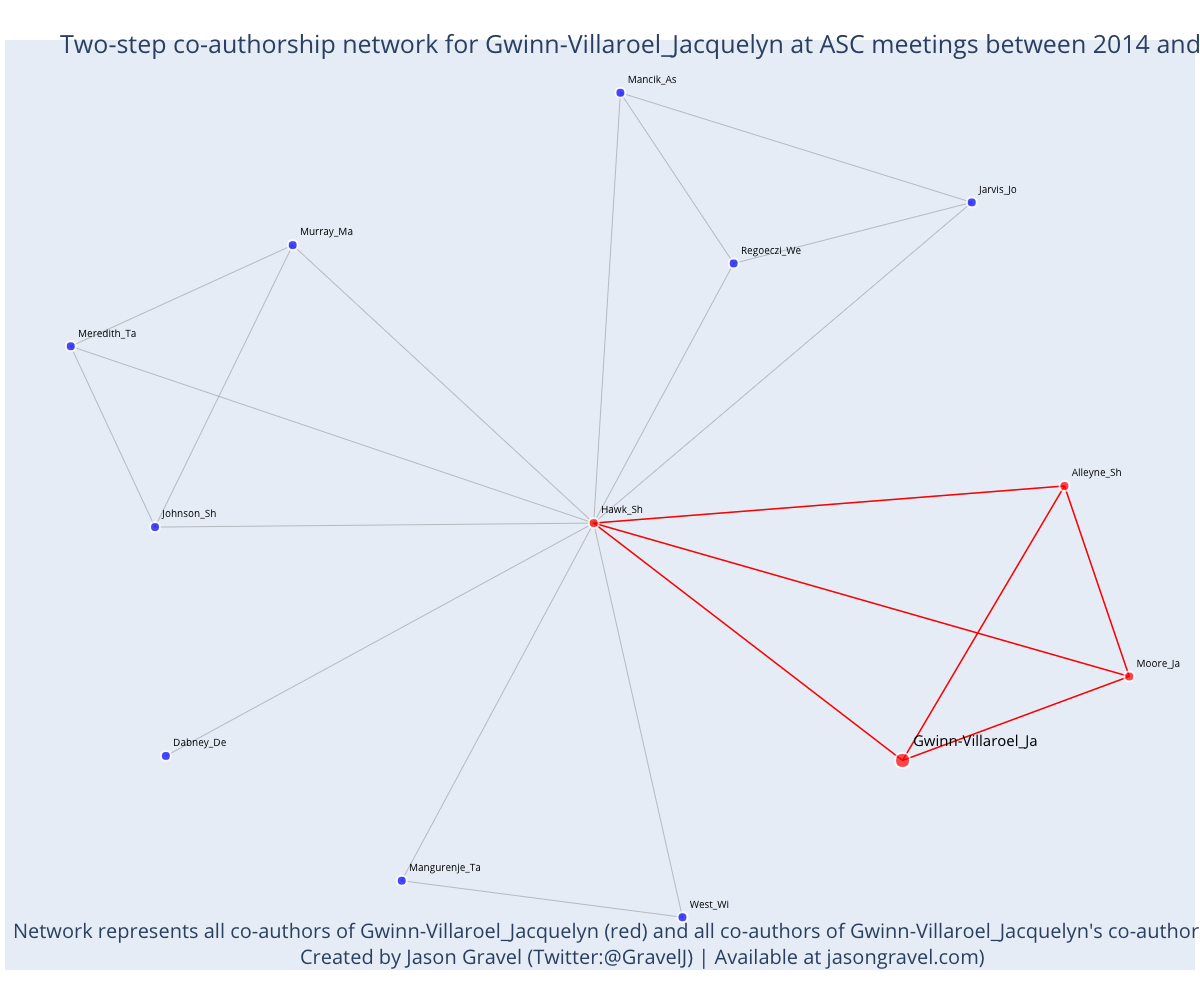 Two-step co-authorship network for Gwinn-Villaroel_Jacquelyn at ASC meetings between 2014 and
Mancik_As
Jarvis_Jo
Murray_Ma
Regoeczi_We
Meredith_Ta
Alleyne_Sh
Hawk_Sh
Johnson_Sh
Moore_Ja
Gwinn-Villaroel_Ja
Dabney_De
Mangurenje_Ta
West_Wi
Network represents all co-authors of Gwinn-Villaroel_Jacquelyn (red) and all co-authors of Gwinn-Villaroel_Jacquelyn's co-author
Created by Jason Gravel (Twitter:@GravelJ) | Available at jasongravel.com)